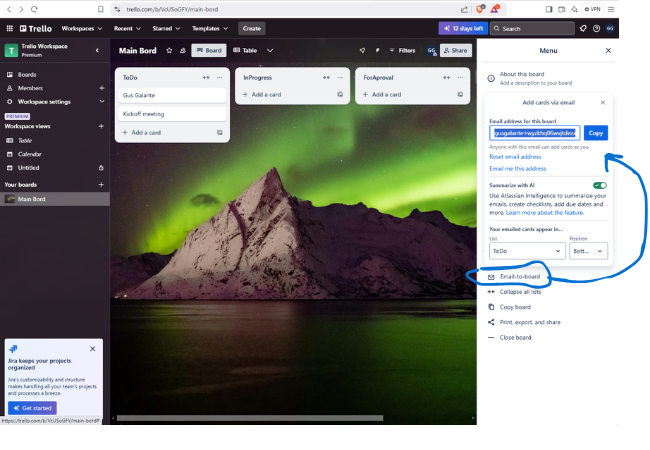 trello.com/b/VcUSoGFY/main-bord
VPN
Trello
Workspaces
Recent
Starred
Templates
Create
12 days left
Search
GG
T
Trello Workspace
Premium
Boards
Members
Workspace settings
PREMIUM
Workspace views
Table
Calendar
Untitled
Your boards
Main Bord
Jira keeps your projects
organized
Jira's customizability and structure
makes handling all your team's projects
and processes a breeze.
Get started
https://trello.com/b/VcUSoGFY/main-bord#
Main Bord
Board
Table
Filters
GG
Share
ToDo
Gus Galante
Kickoff meeting
+ Add a card
InProgress
+ Add a card
ForAproval
+ Add a card
Menu
About this board
Add a description to your board
Add cards via email
Email address for this board
Copy
Anyone with this email can add cards as you.
Reset email address
Email me this address
Summarize with AI
Use Atlassian Intelligence to summarize your
emails, create checklists, add due dates and
more. Learn more about the feature.
Your emailed cards appear in...
List
Position
ToDo
Bott...
Email-to-board
Collapse all lists
Copy board
Print, export, and share
Close board